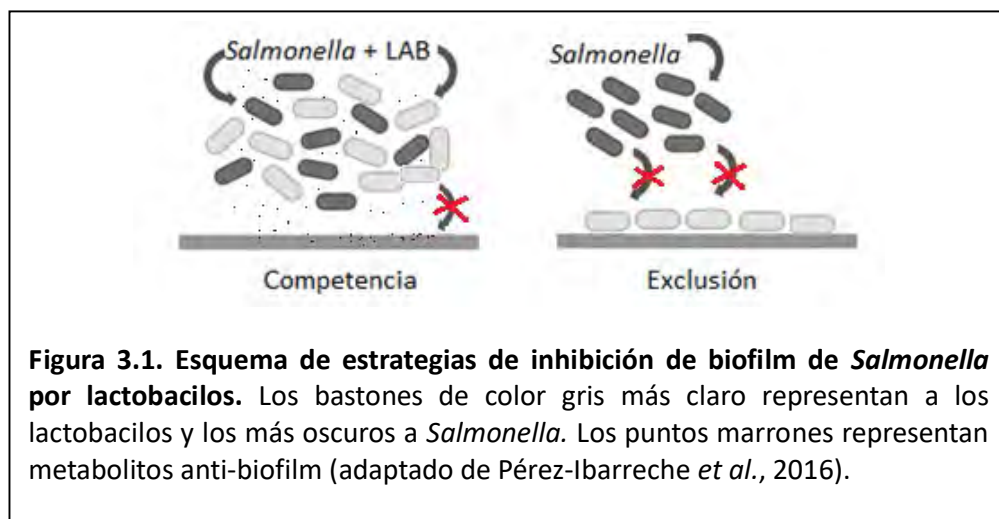 Salmonella + LAB
Salmonella
Competencia
Exclusión
Figura 3.1. Esquema de estrategias de inhibición de biofilm de Salmonella
por lactobacilos. Los bastones de color gris más claro representan a los
lactobacilos y los más oscuros a Salmonella. Los puntos marrones representan
metabolitos anti-biofilm (adaptado de Pérez-Ibarreche et al., 2016).